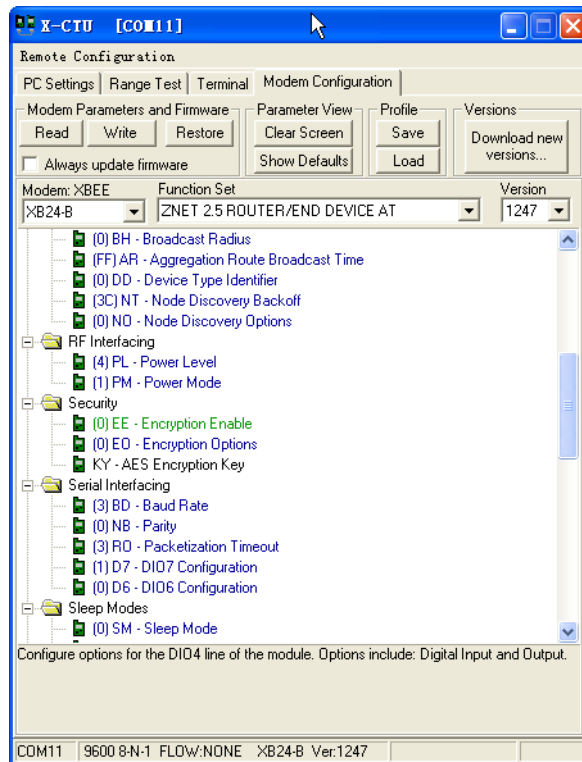 X-CTU [COM11]
Remote Configuration
PC Settings Range Test Terminal Modem Configuration
Modem Parameters and Firmware Parameter View Profile Versions
Read Write Restore Clear Screen Save Download new versions...
Always update firmware Show Defaults Load
Modem: XBEE Function Set Version
XB24-B ZNET 2.5 ROUTER/END DEVICE AT 1247
(0) BH - Broadcast Radius
(FF) AR - Aggregation Route Broadcast Time
(0) DD - Device Type Identifier
(3C) NT - Node Discovery Backoff
(0) NO - Node Discovery Options
RF Interfacing
(4) PL - Power Level
(1) PM - Power Mode
Security
(0) EE - Encryption Enable
(0) EO - Encryption Options
KY - AES Encryption Key
Serial Interfacing
(3) BD - Baud Rate
(0) NB - Parity
(3) RO - Packetization Timeout
(1) D7 - DIO7 Configuration
(0) D6 - DIO6 Configuration
Sleep Modes
(0) SM - Sleep Mode
Configure options for the DIO4 line of the module. Options include: Digital Input and Output.
COM11 9600 8-N-1 FLOW:NONE XB24-B Ver:1247